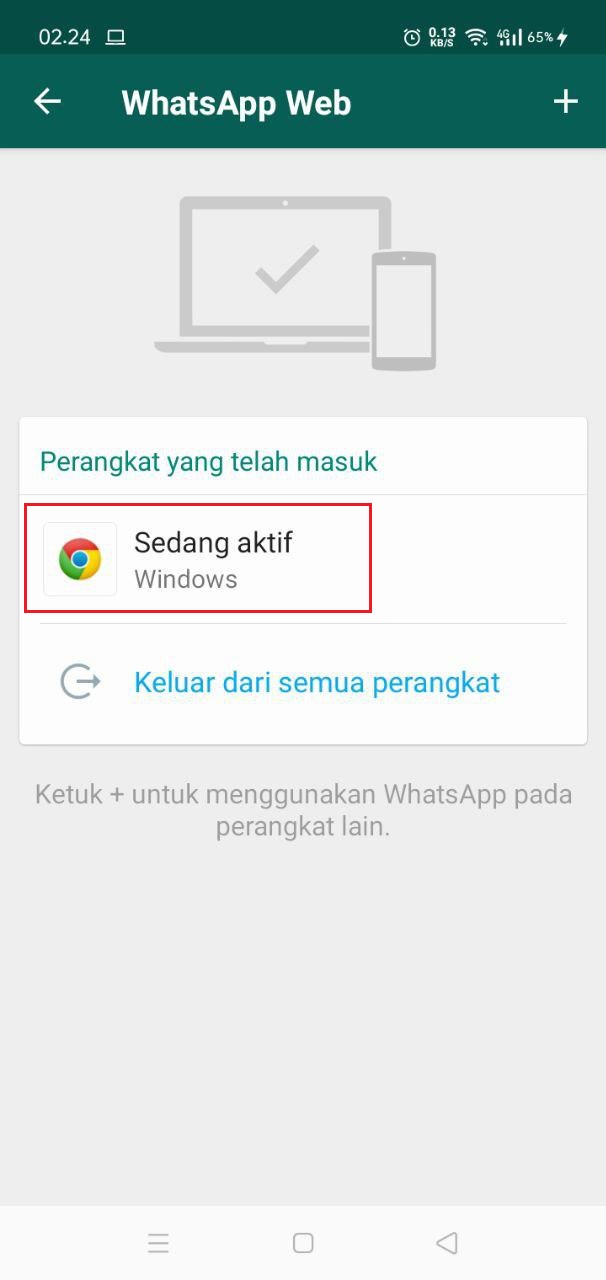 02.24 0.13 4G 65%
KB/S
WhatsApp Web
Perangkat yang telah masuk
Sedang aktif
Windows
Keluar dari semua perangkat
Ketuk + untuk menggunakan WhatsApp pada
perangkat lain.